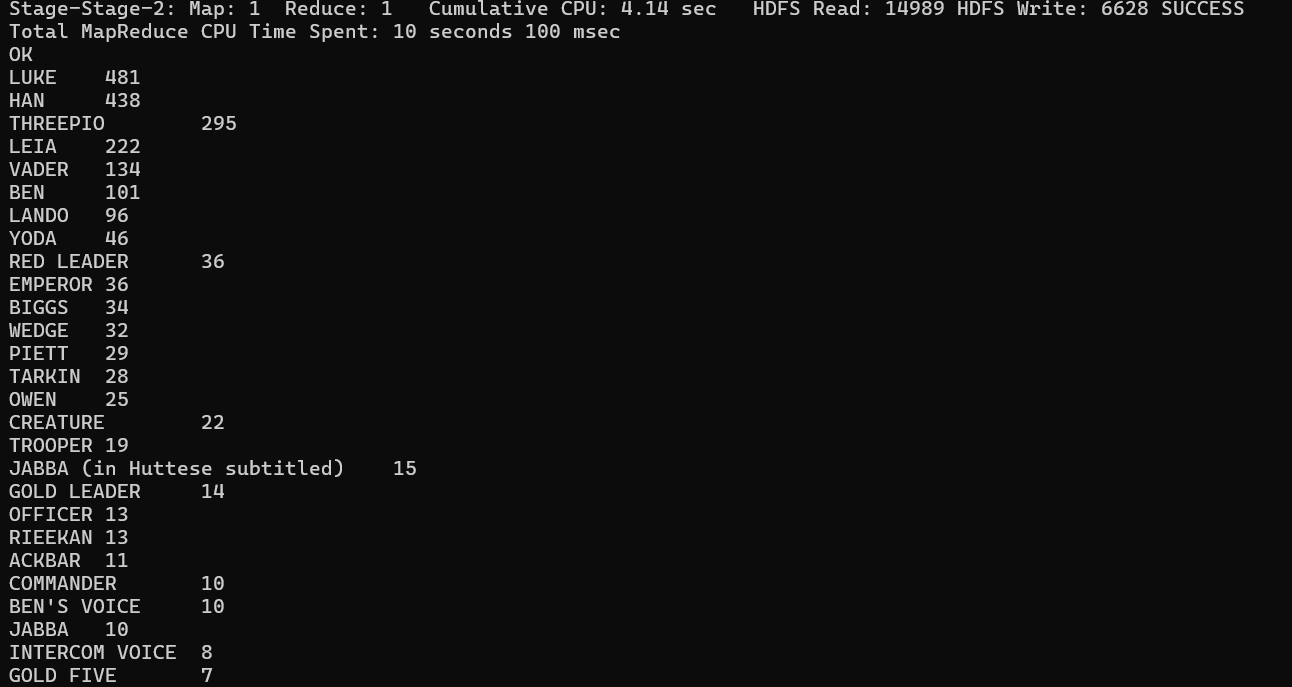 Stage-Stage-2: Map: 1  Reduce: 1   Cumulative CPU: 4.14 sec   HDFS Read: 14989 HDFS Write: 6628 SUCCESS
Total MapReduce CPU Time Spent: 10 seconds 100 msec
OK
LUKE    481
HAN     438
THREEPIO        295
LEIA    222
VADER   134
BEN     101
LANDO   96
YODA    46
RED LEADER      36
EMPEROR 36
BIGGS   34
WEDGE   32
PIETT   29
TARKIN  28
OWEN    25
CREATURE        22
TROOPER 19
JABBA (in Huttese subtitled)    15
GOLD LEADER     14
OFFICER 13
RIEEKAN 13
ACKBAR  11
COMMANDER       10
BEN'S VOICE     10
JABBA   10
INTERCOM VOICE  8
GOLD FIVE       7